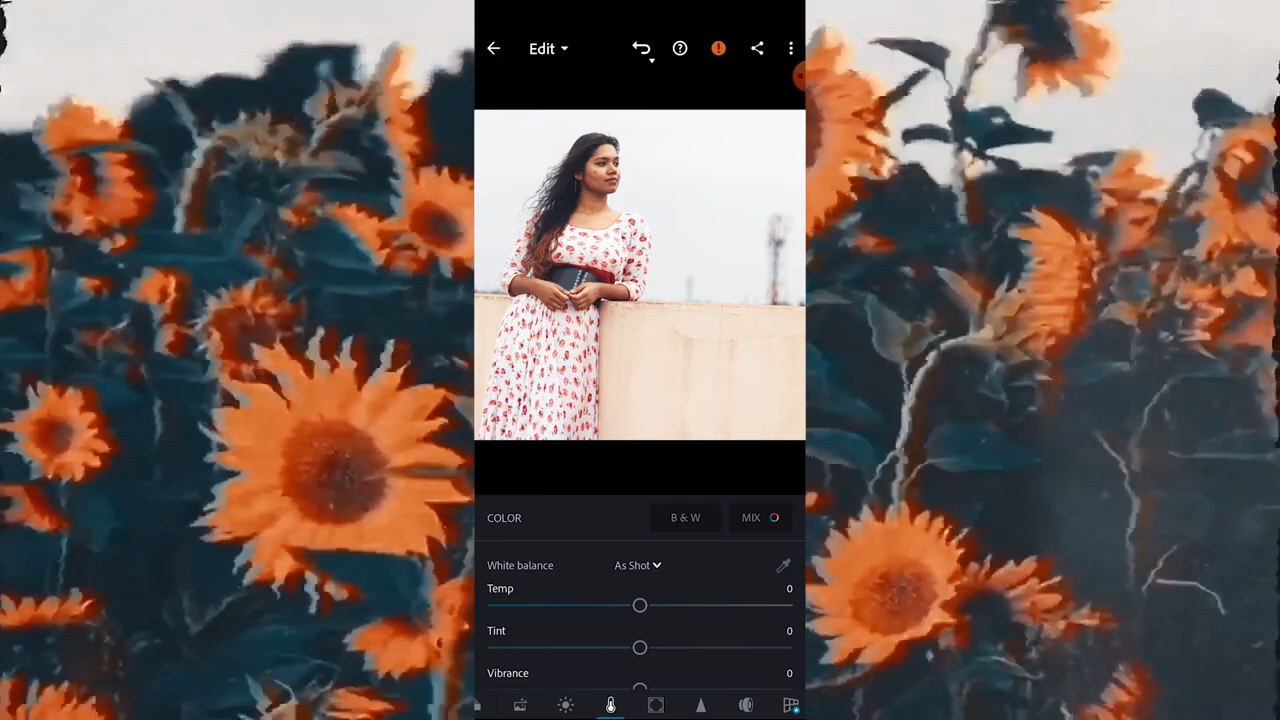 Edit
COLOR
B & W
MIX
White balance
As Shot
Temp
0
Tint
0
Vibrance
0